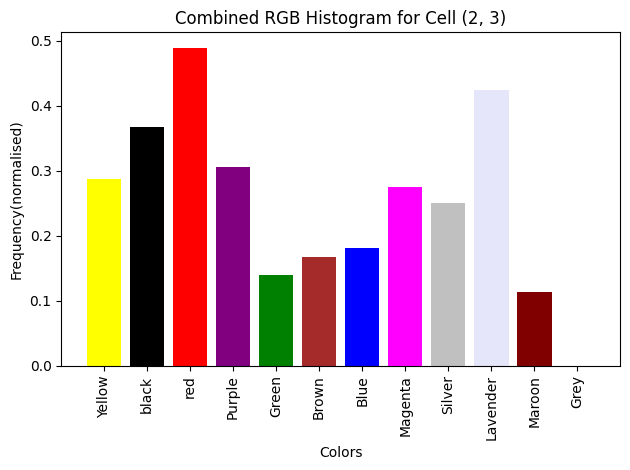 Combined RGB Histogram for Cell (2, 3)
Frequency(normalised)
0.5
0.4
0.3
0.2
0.1
0.0
Yellow
black
red
Purple
Green
Brown
Blue
Magenta
Silver
Lavender
Maroon
Grey
Colors